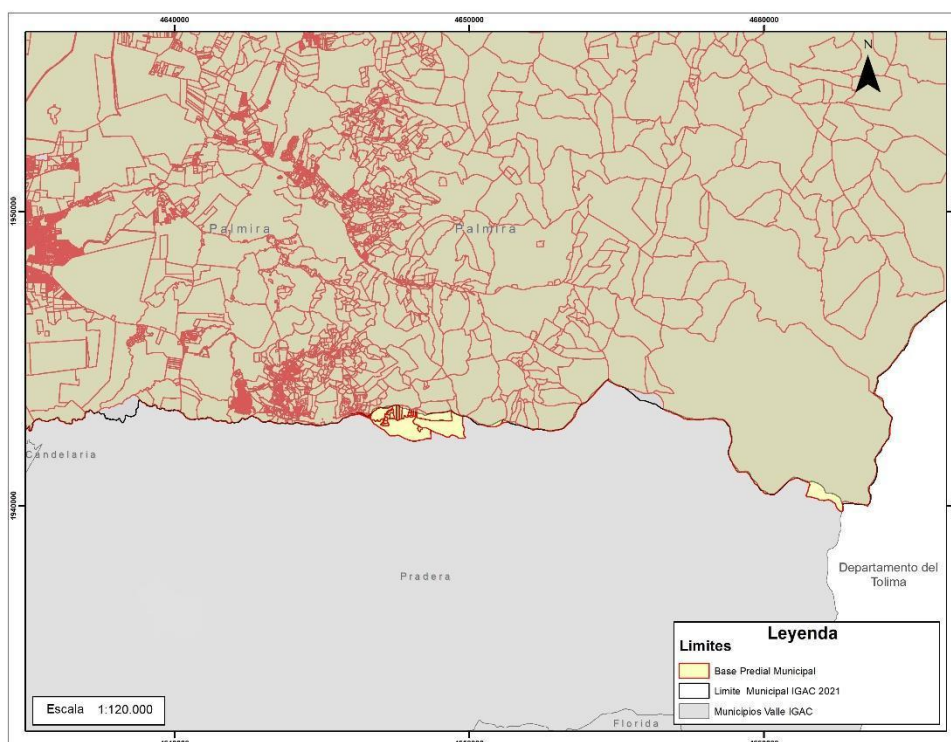 4640000
4650000
4660000
N
1950000
Palmira
Palmira
Candelaria
1940000
Pradera
Departamento del
Tolima
Leyenda
Limites
Base Predial Municipal
Limite Municipal IGAC 2021
Municipios Valle IGAC
Escala 1:120.000
Florida